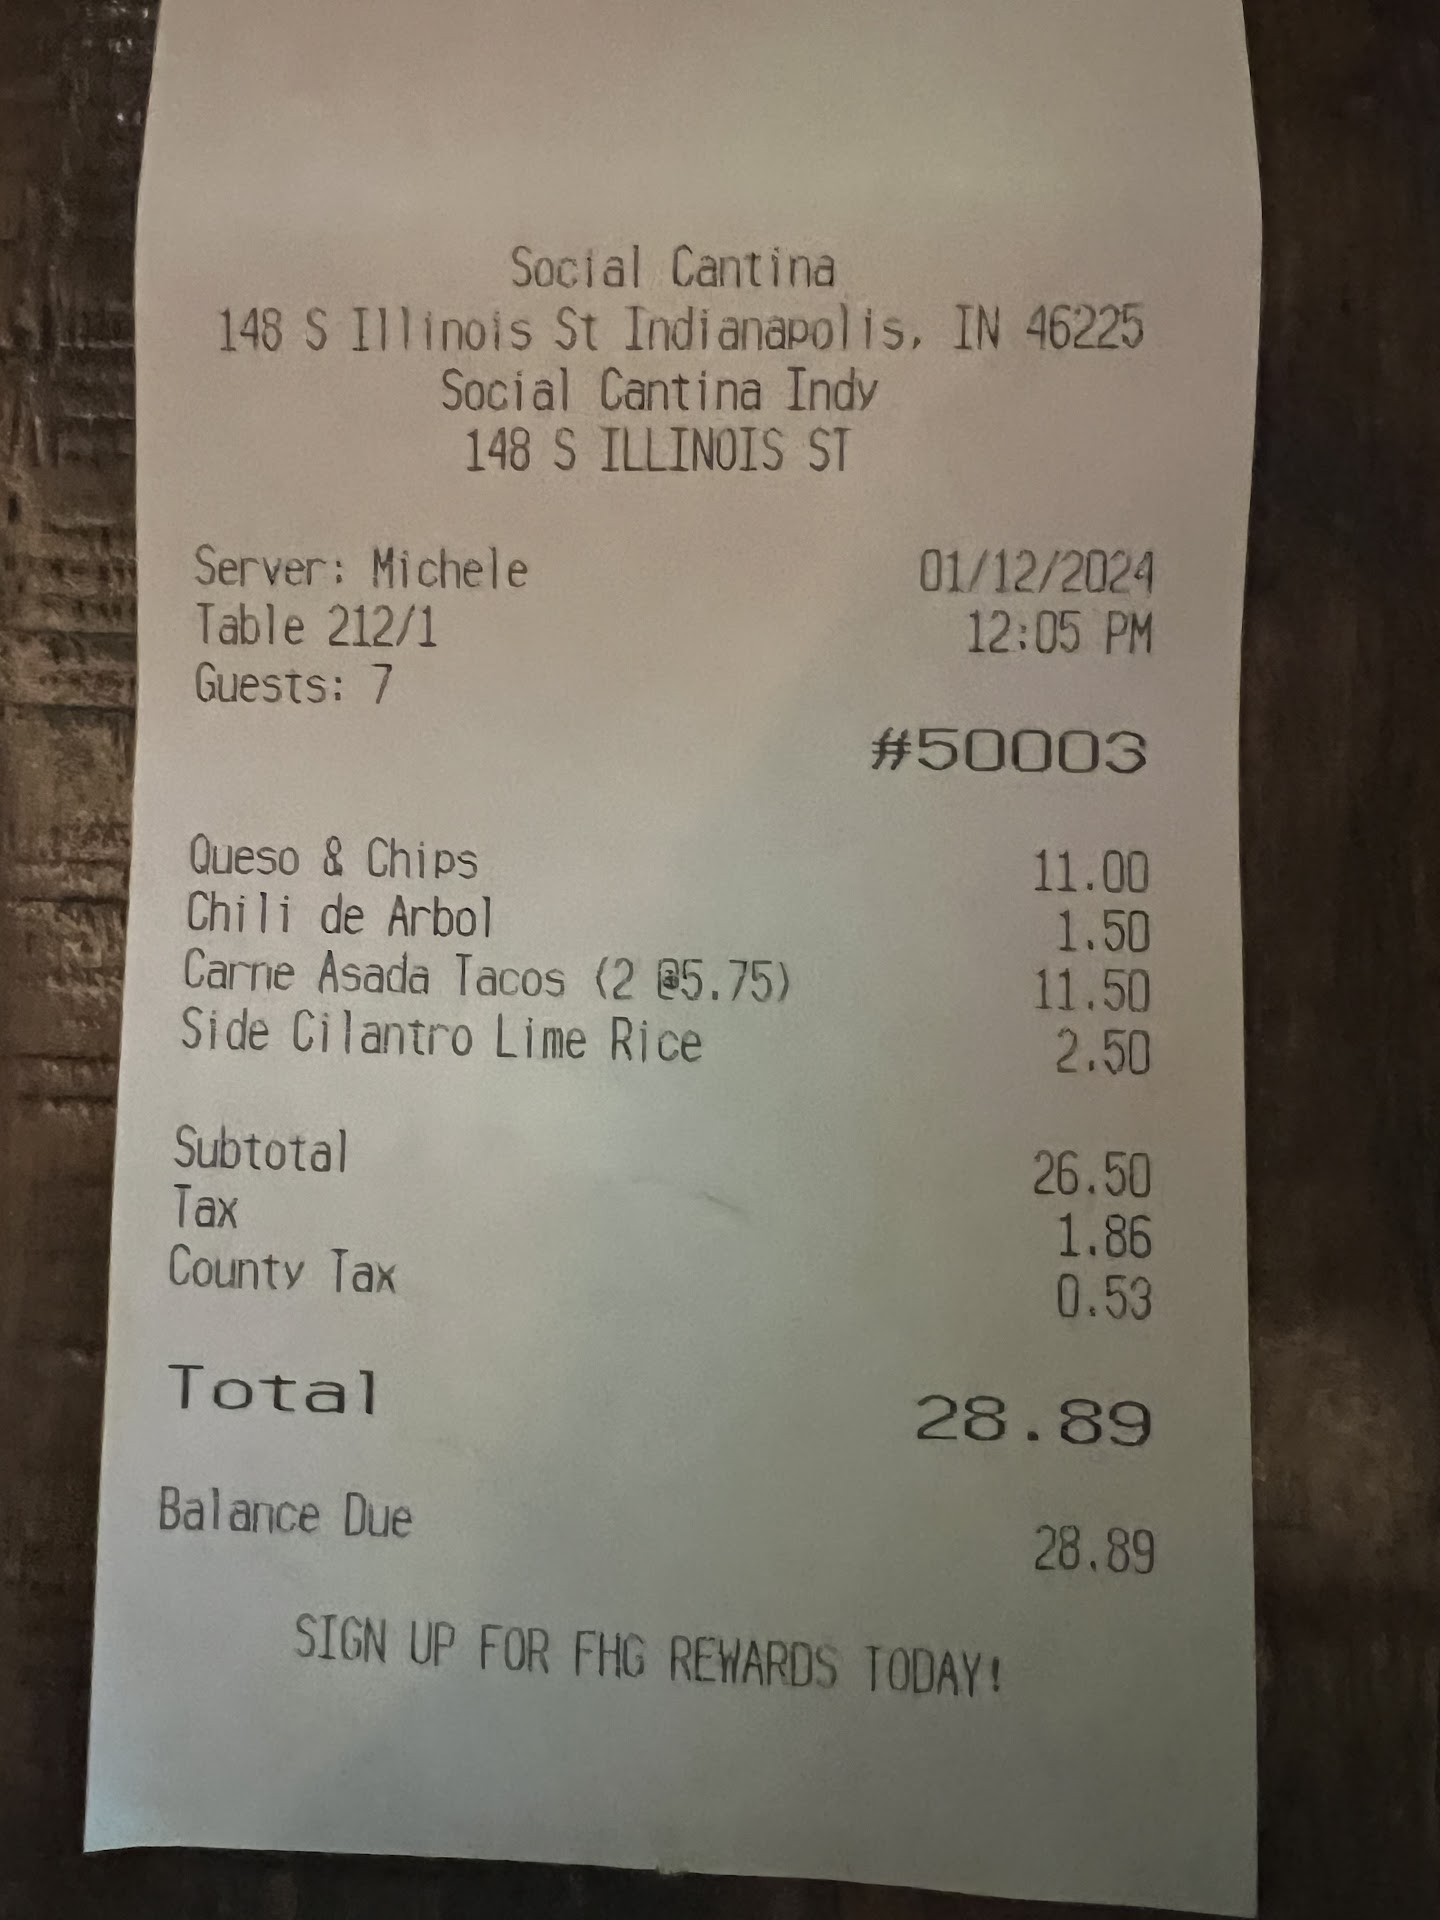 Social Cantina
148 S Illinois St Indianapolis, IN 46225
Social Cantina Indy
148 S ILLINOIS ST
Server: Michele 01/12/2024
Table 212/1 12:05 PM
Guests: 7
#50003
Queso & Chips 11.00
Chili de Arbol 1.50
Carne Asada Tacos (2 @5.75) 11.50
Side Cilantro Lime Rice 2.50
Subtotal 26.50
Tax 1.86
County Tax 0.53
Total 28.89
Balance Due 28.89
SIGN UP FOR FHG REWARDS TODAY!